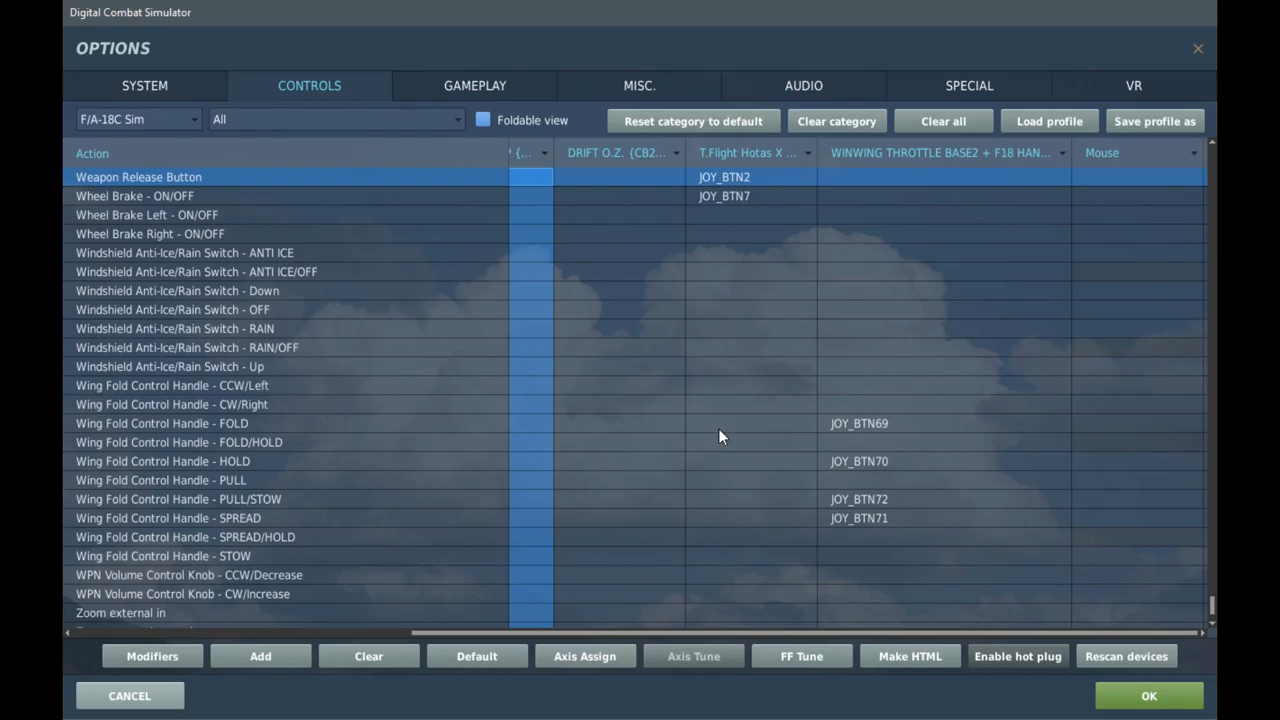 Digital Combat Simulator
OPTIONS
SYSTEM CONTROLS GAMEPLAY MISC. AUDIO SPECIAL VR
F/A-18C Sim All Foldable view Reset category to default Clear category Clear all Load profile Save profile as
Action {... DRIFT O.Z. {CB2... T.Flight Hotas X ... WINWING THROTTLE BASE2 + F18 HAN... Mouse
Weapon Release Button JOY_BTN2
Wheel Brake - ON/OFF JOY_BTN7
Wheel Brake Left - ON/OFF
Wheel Brake Right - ON/OFF
Windshield Anti-Ice/Rain Switch - ANTI ICE
Windshield Anti-Ice/Rain Switch - ANTI ICE/OFF
Windshield Anti-Ice/Rain Switch - Down
Windshield Anti-Ice/Rain Switch - OFF
Windshield Anti-Ice/Rain Switch - RAIN
Windshield Anti-Ice/Rain Switch - RAIN/OFF
Windshield Anti-Ice/Rain Switch - Up
Wing Fold Control Handle - CCW/Left
Wing Fold Control Handle - CW/Right
Wing Fold Control Handle - FOLD JOY_BTN69
Wing Fold Control Handle - FOLD/HOLD
Wing Fold Control Handle - HOLD JOY_BTN70
Wing Fold Control Handle - PULL
Wing Fold Control Handle - PULL/STOW JOY_BTN72
Wing Fold Control Handle - SPREAD JOY_BTN71
Wing Fold Control Handle - SPREAD/HOLD
Wing Fold Control Handle - STOW
WPN Volume Control Knob - CCW/Decrease
WPN Volume Control Knob - CW/Increase
Zoom external in
Modifiers Add Clear Default Axis Assign Axis Tune FF Tune Make HTML Enable hot plug Rescan devices
CANCEL OK